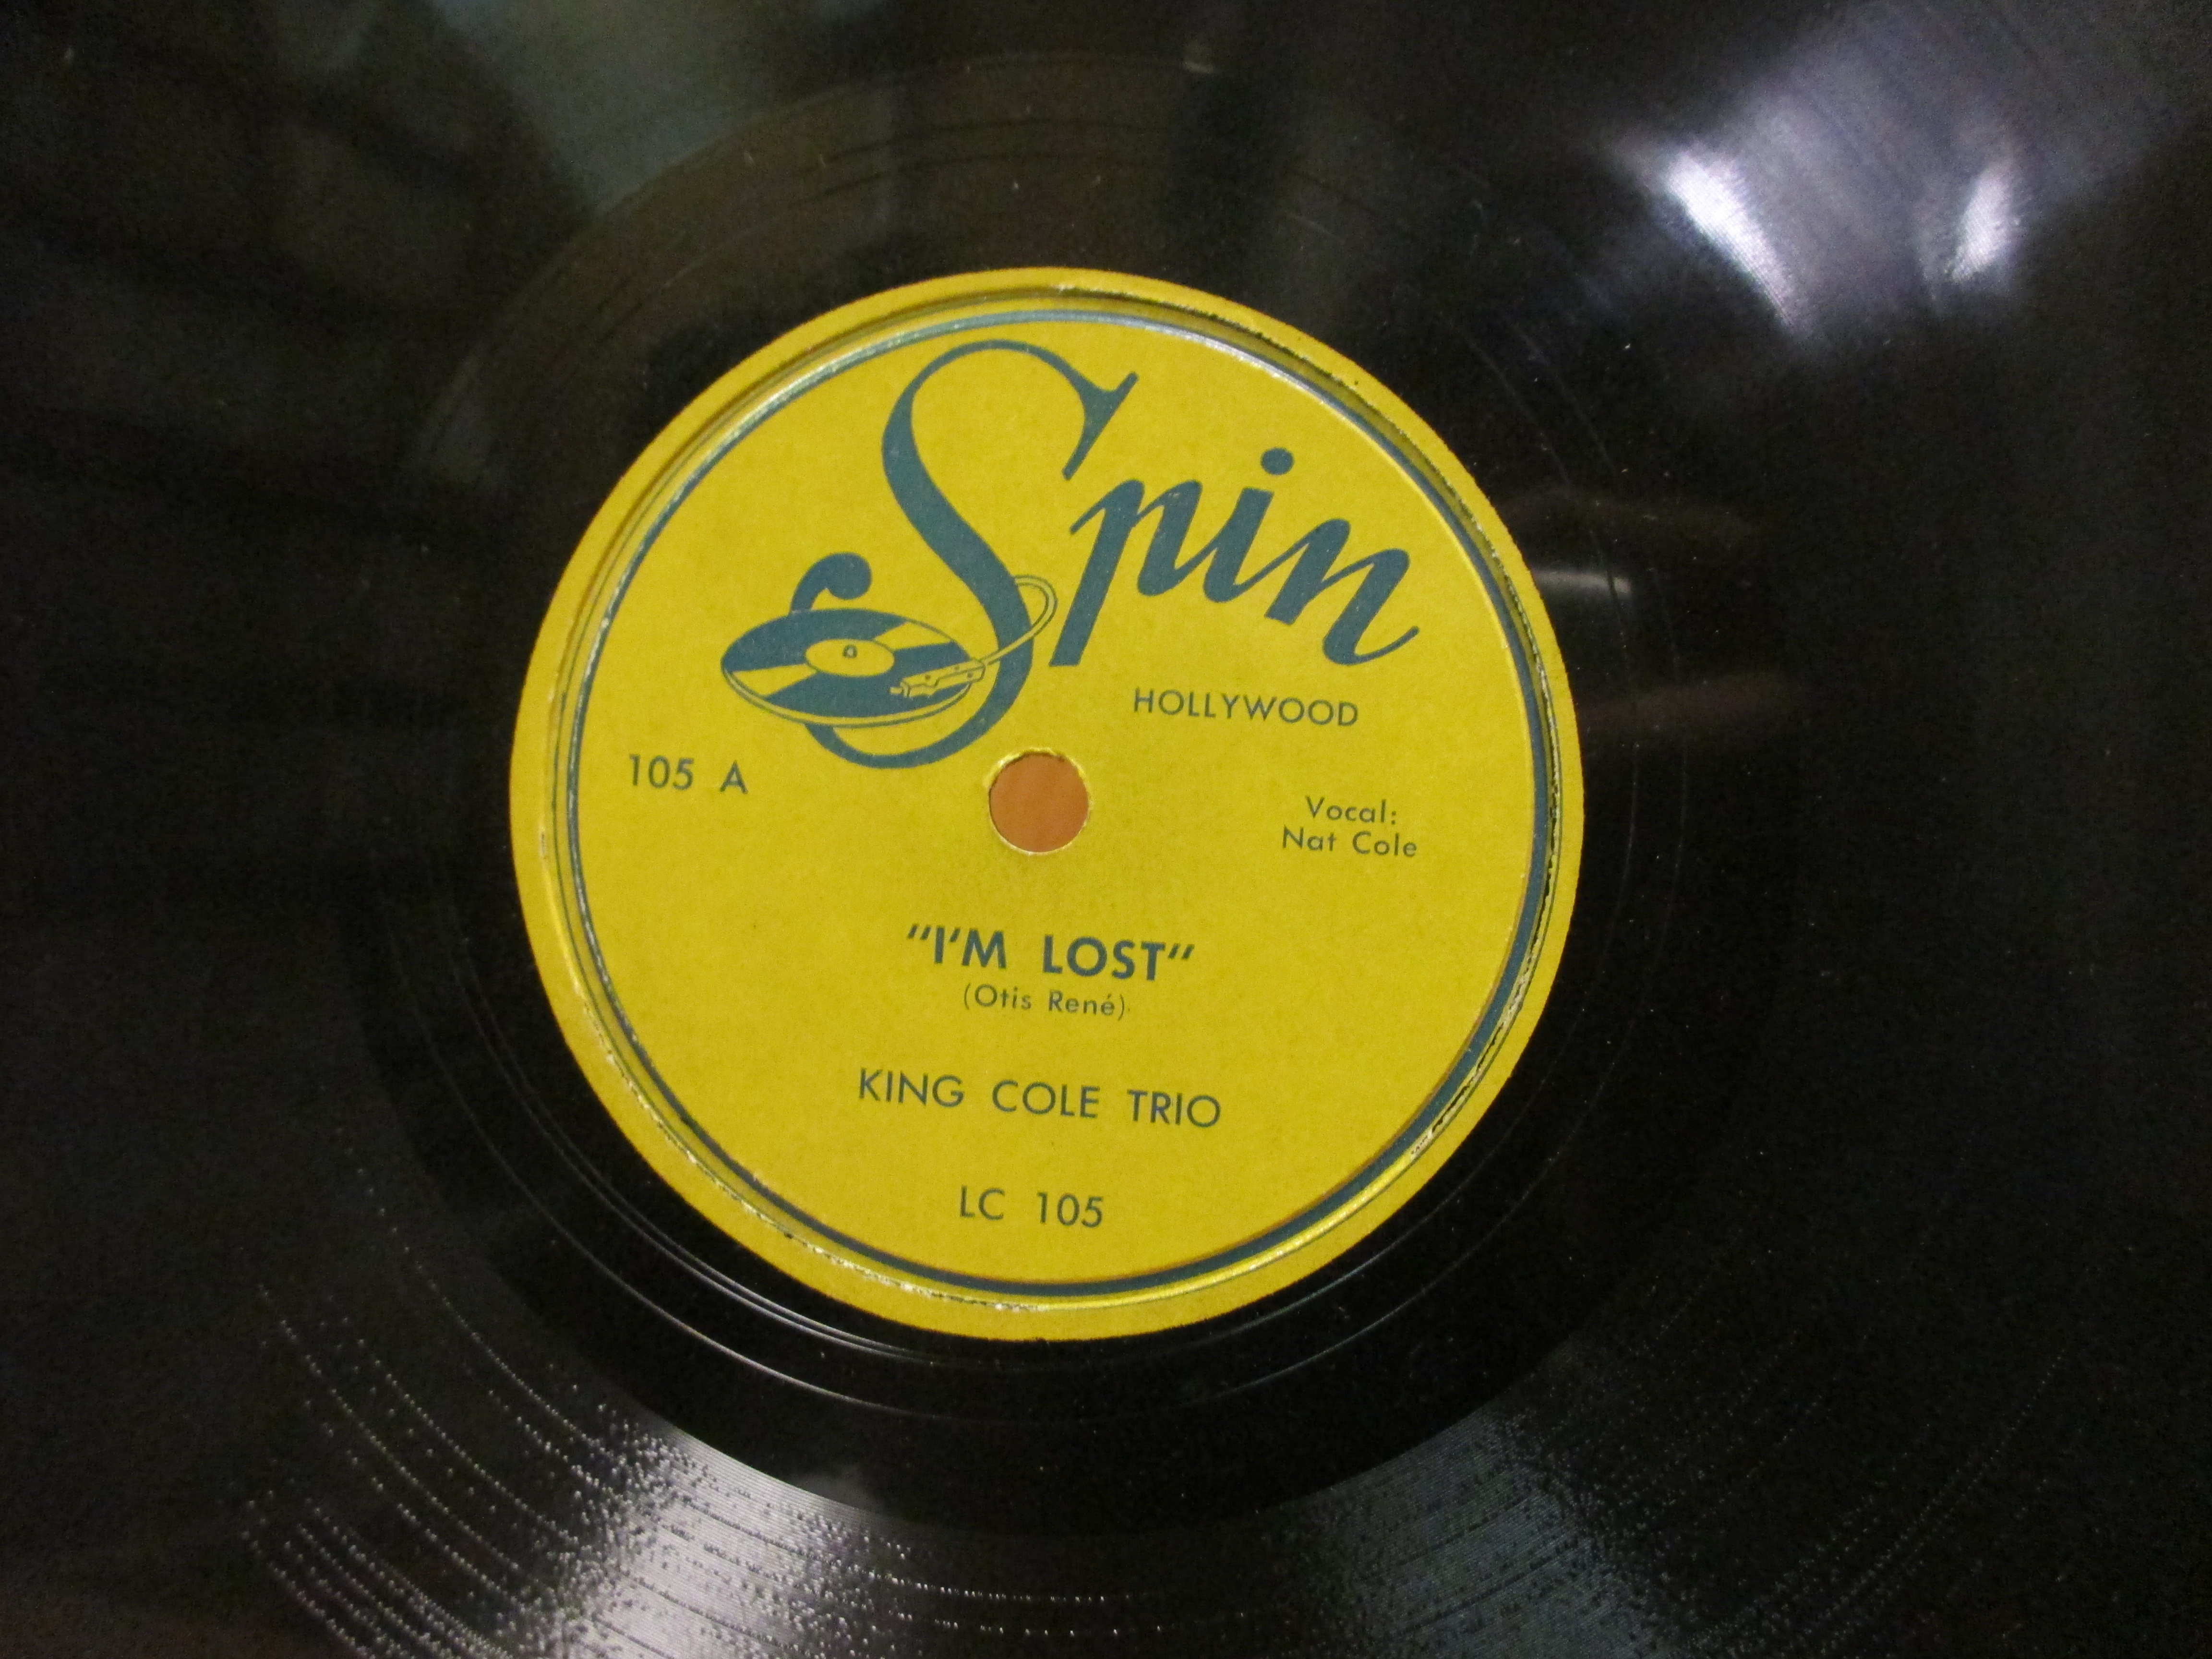 Spin
HOLLYWOOD
105 A
Vocal:
Nat Cole
"I'M LOST"
(Otis René)
KING COLE TRIO
LC 105